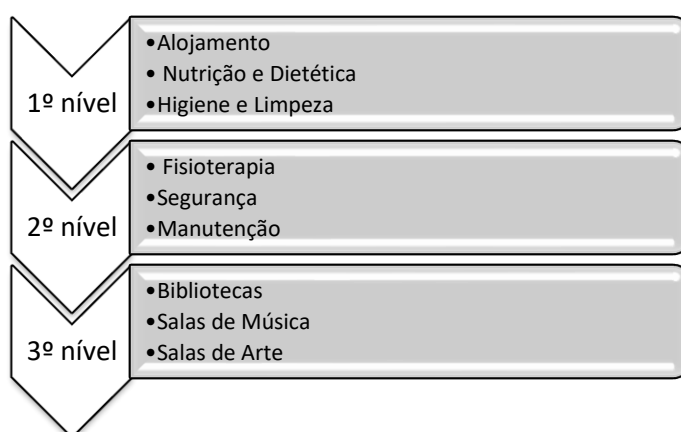 1º nível
•Alojamento
• Nutrição e Dietética
•Higiene e Limpeza
2º nível
• Fisioterapia
•Segurança
•Manutenção
3º nível
•Bibliotecas
•Salas de Música
•Salas de Arte